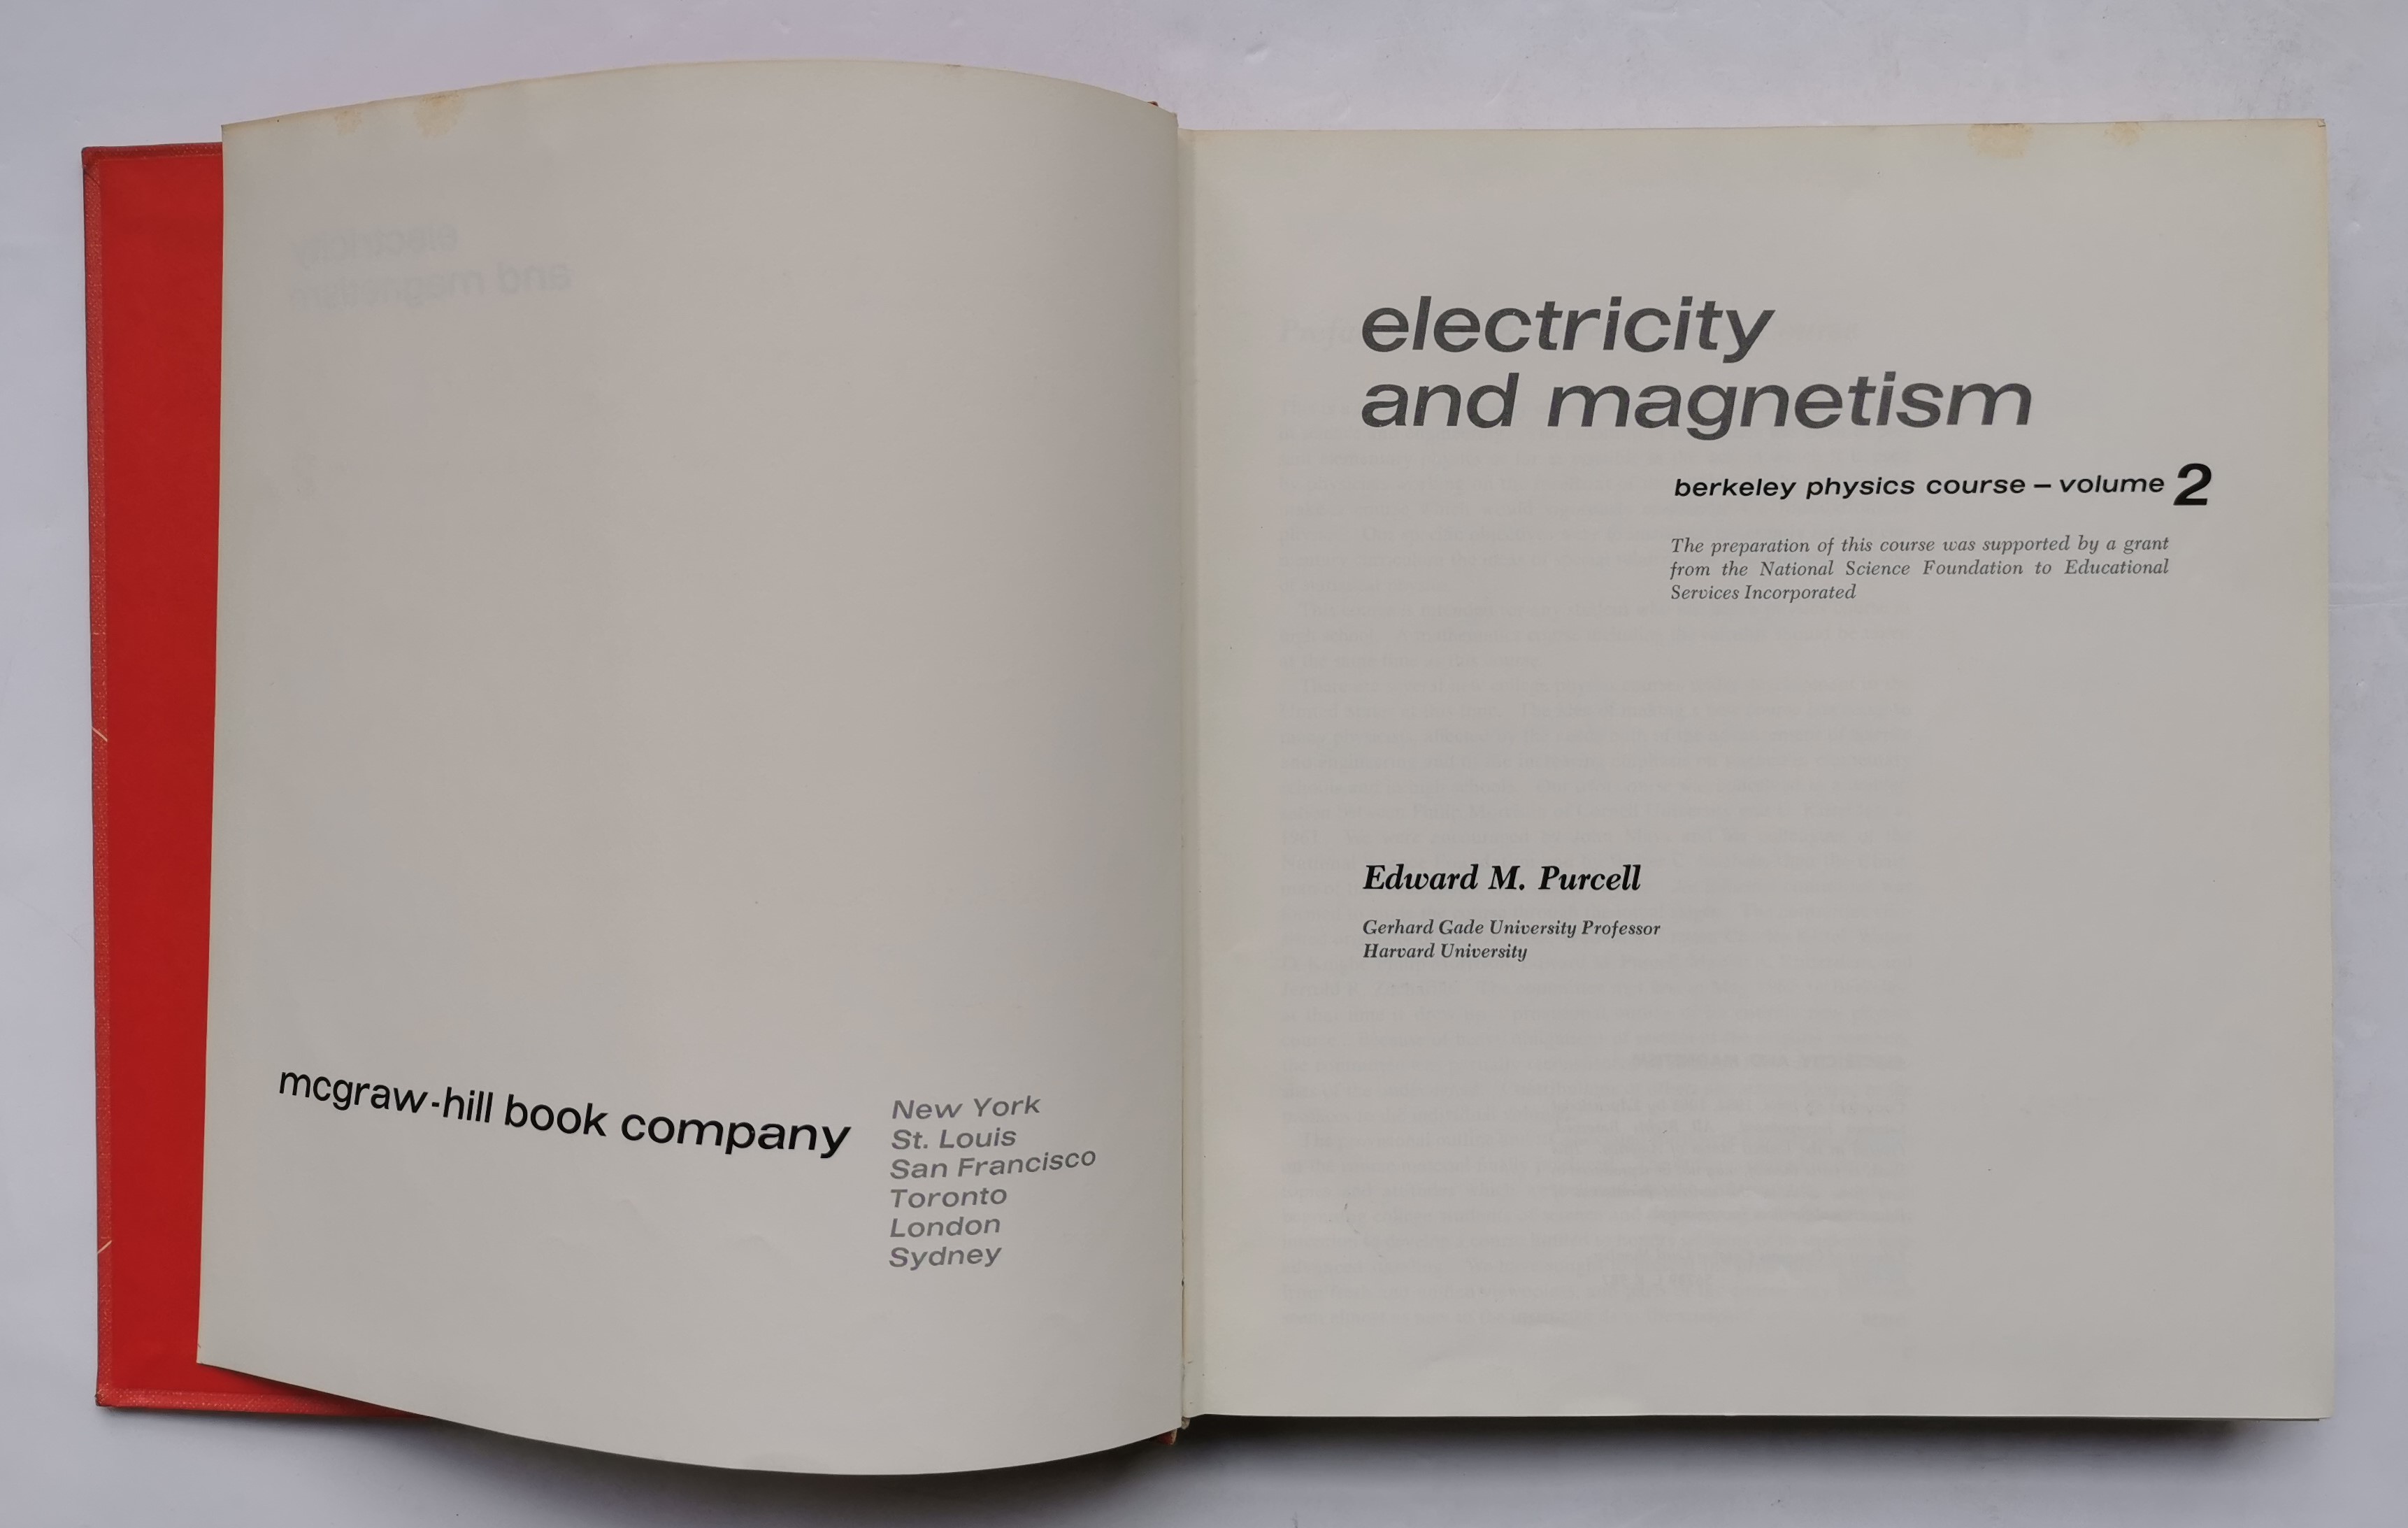 mcgraw-hill book company
New York
St. Louis
San Francisco
Toronto
London
Sydney
electricity
and magnetism
berkeley physics course – volume 2
The preparation of this course was supported by a grant
from the National Science Foundation to Educational
Services Incorporated
Edward M. Purcell
Gerhard Gade University Professor
Harvard University